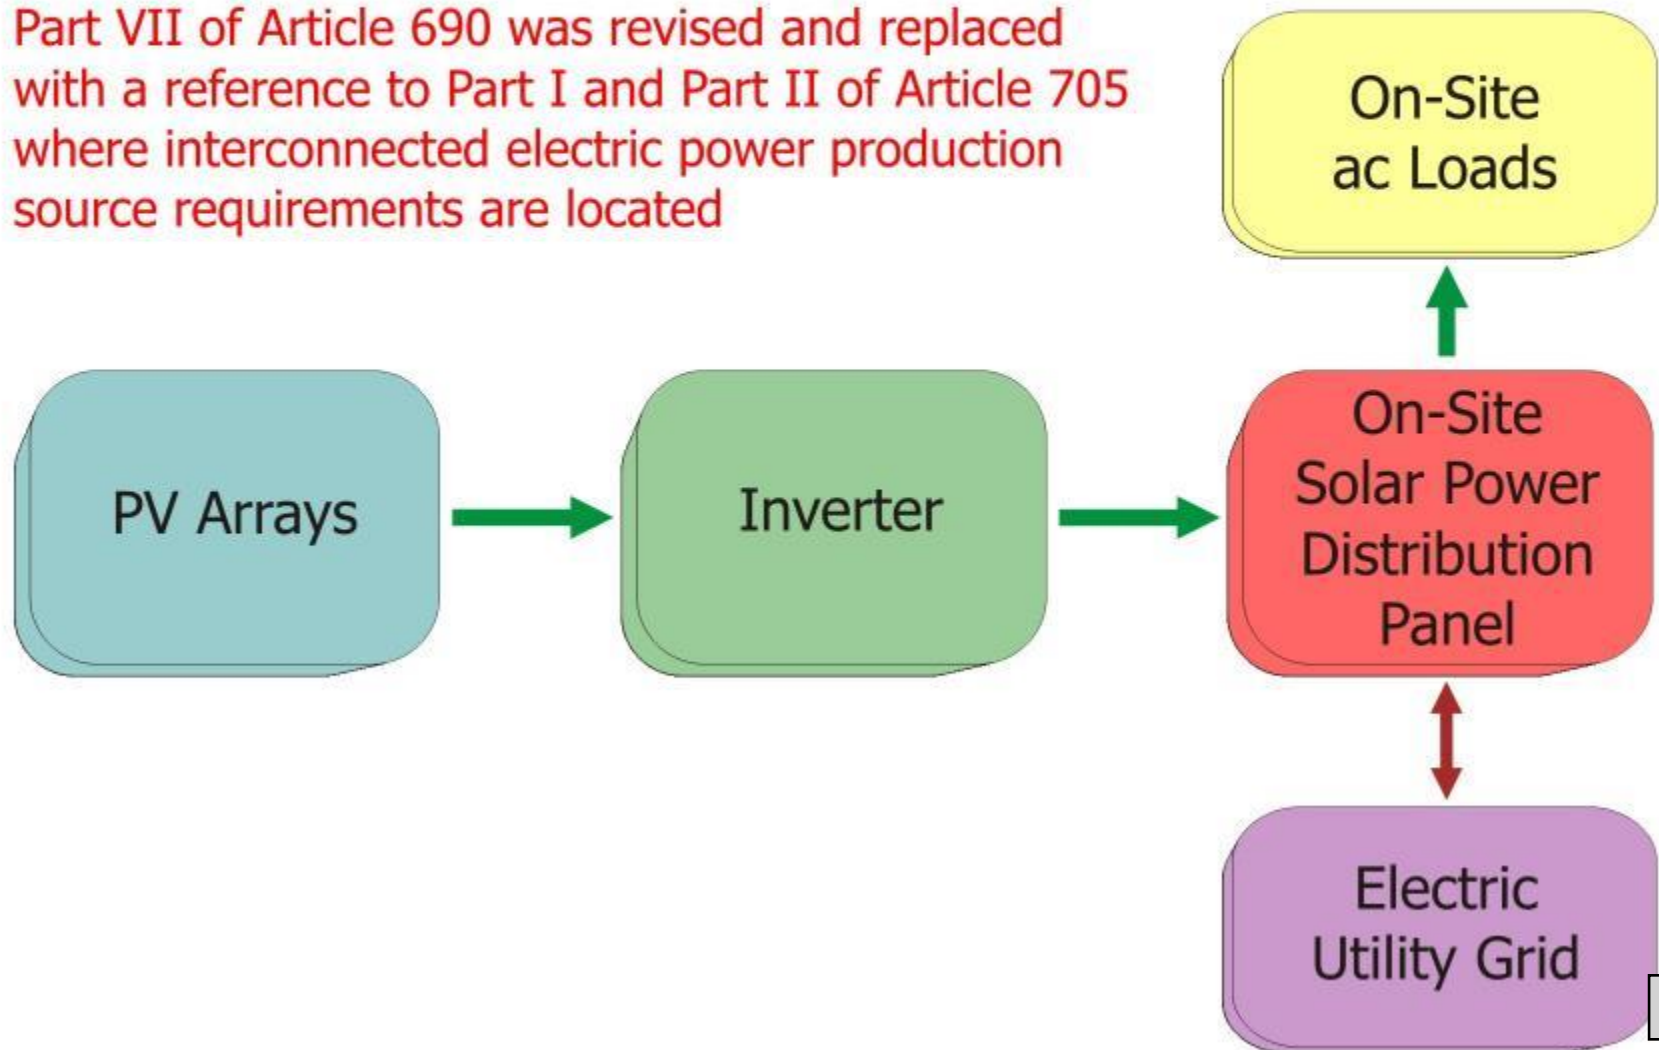 Part VII of Article 690 was revised and replaced
with a reference to Part I and Part II of Article 705
where interconnected electric power production
source requirements are located
On-Site
ac Loads
PV Arrays
Inverter
On-Site
Solar Power
Distribution
Panel
Electric
Utility Grid